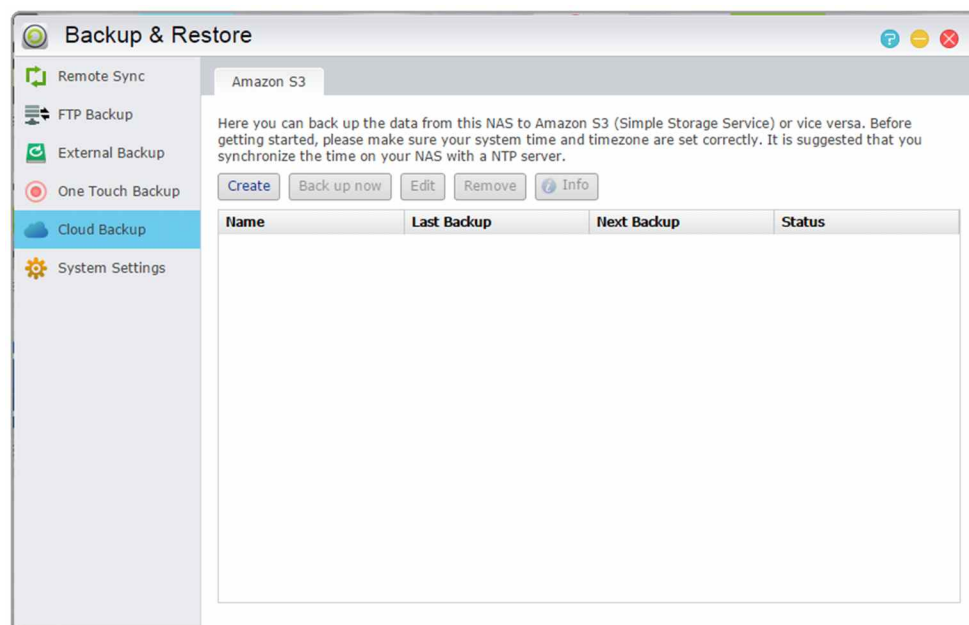 Backup & Restore
Remote Sync
FTP Backup
External Backup
One Touch Backup
Cloud Backup
System Settings
Amazon S3
Here you can back up the data from this NAS to Amazon S3 (Simple Storage Service) or vice versa. Before
getting started, please make sure your system time and timezone are set correctly. It is suggested that you
synchronize the time on your NAS with a NTP server.
Create Back up now Edit Remove Info
Name Last Backup Next Backup Status